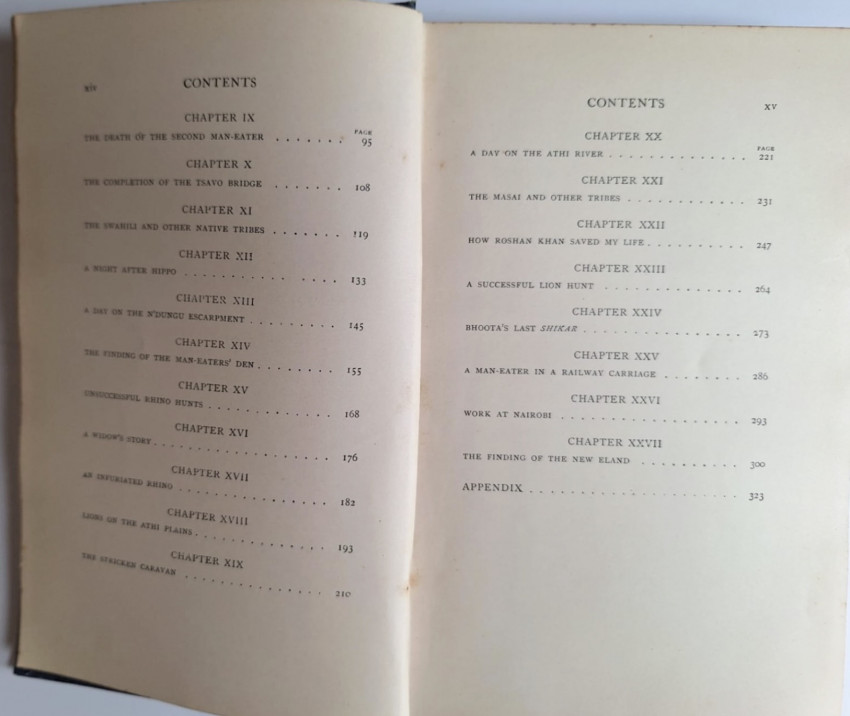 xiv CONTENTS
CHAPTER IX
PAGE
THE DEATH OF THE SECOND MAN-EATER . . . . . . . 95
CHAPTER X
THE COMPLETION OF THE TSAVO BRIDGE . . . . . . . 108
CHAPTER XI
THE SWAHILI AND OTHER NATIVE TRIBES . . . . . . . 119
CHAPTER XII
A NIGHT AFTER HIPPO . . . . . . . . . . . . . . 133
CHAPTER XIII
A DAY ON THE N'DUNGU ESCARPMENT . . . . . . . . . 145
CHAPTER XIV
THE FINDING OF THE MAN-EATERS' DEN . . . . . . . . 155
CHAPTER XV
UNSUCCESSFUL RHINO HUNTS . . . . . . . . . . . . 168
CHAPTER XVI
A WIDOW'S STORY . . . . . . . . . . . . . . . . . 176
CHAPTER XVII
AN INFURIATED RHINO . . . . . . . . . . . . . . . 182
CHAPTER XVIII
LIONS ON THE ATHI PLAINS . . . . . . . . . . . . . 193
CHAPTER XIX
THE STRICKEN CARAVAN . . . . . . . . . . . . . 210
CONTENTS xv
CHAPTER XX
PAGE
A DAY ON THE ATHI RIVER . . . . . . . . . . . . . . 221
CHAPTER XXI
THE MASAI AND OTHER TRIBES . . . . . . . . . . . . 231
CHAPTER XXII
HOW ROSHAN KHAN SAVED MY LIFE . . . . . . . . . . 247
CHAPTER XXIII
A SUCCESSFUL LION HUNT . . . . . . . . . . . . . . 264
CHAPTER XXIV
BHOOTA'S LAST SHIKAR . . . . . . . . . . . . . . . . 273
CHAPTER XXV
A MAN-EATER IN A RAILWAY CARRIAGE . . . . . . . . 286
CHAPTER XXVI
WORK AT NAIROBI . . . . . . . . . . . . . . . . . . 293
CHAPTER XXVII
THE FINDING OF THE NEW ELAND . . . . . . . . . . 300
APPENDIX . . . . . . . . . . . . . . . . . . . . . 323